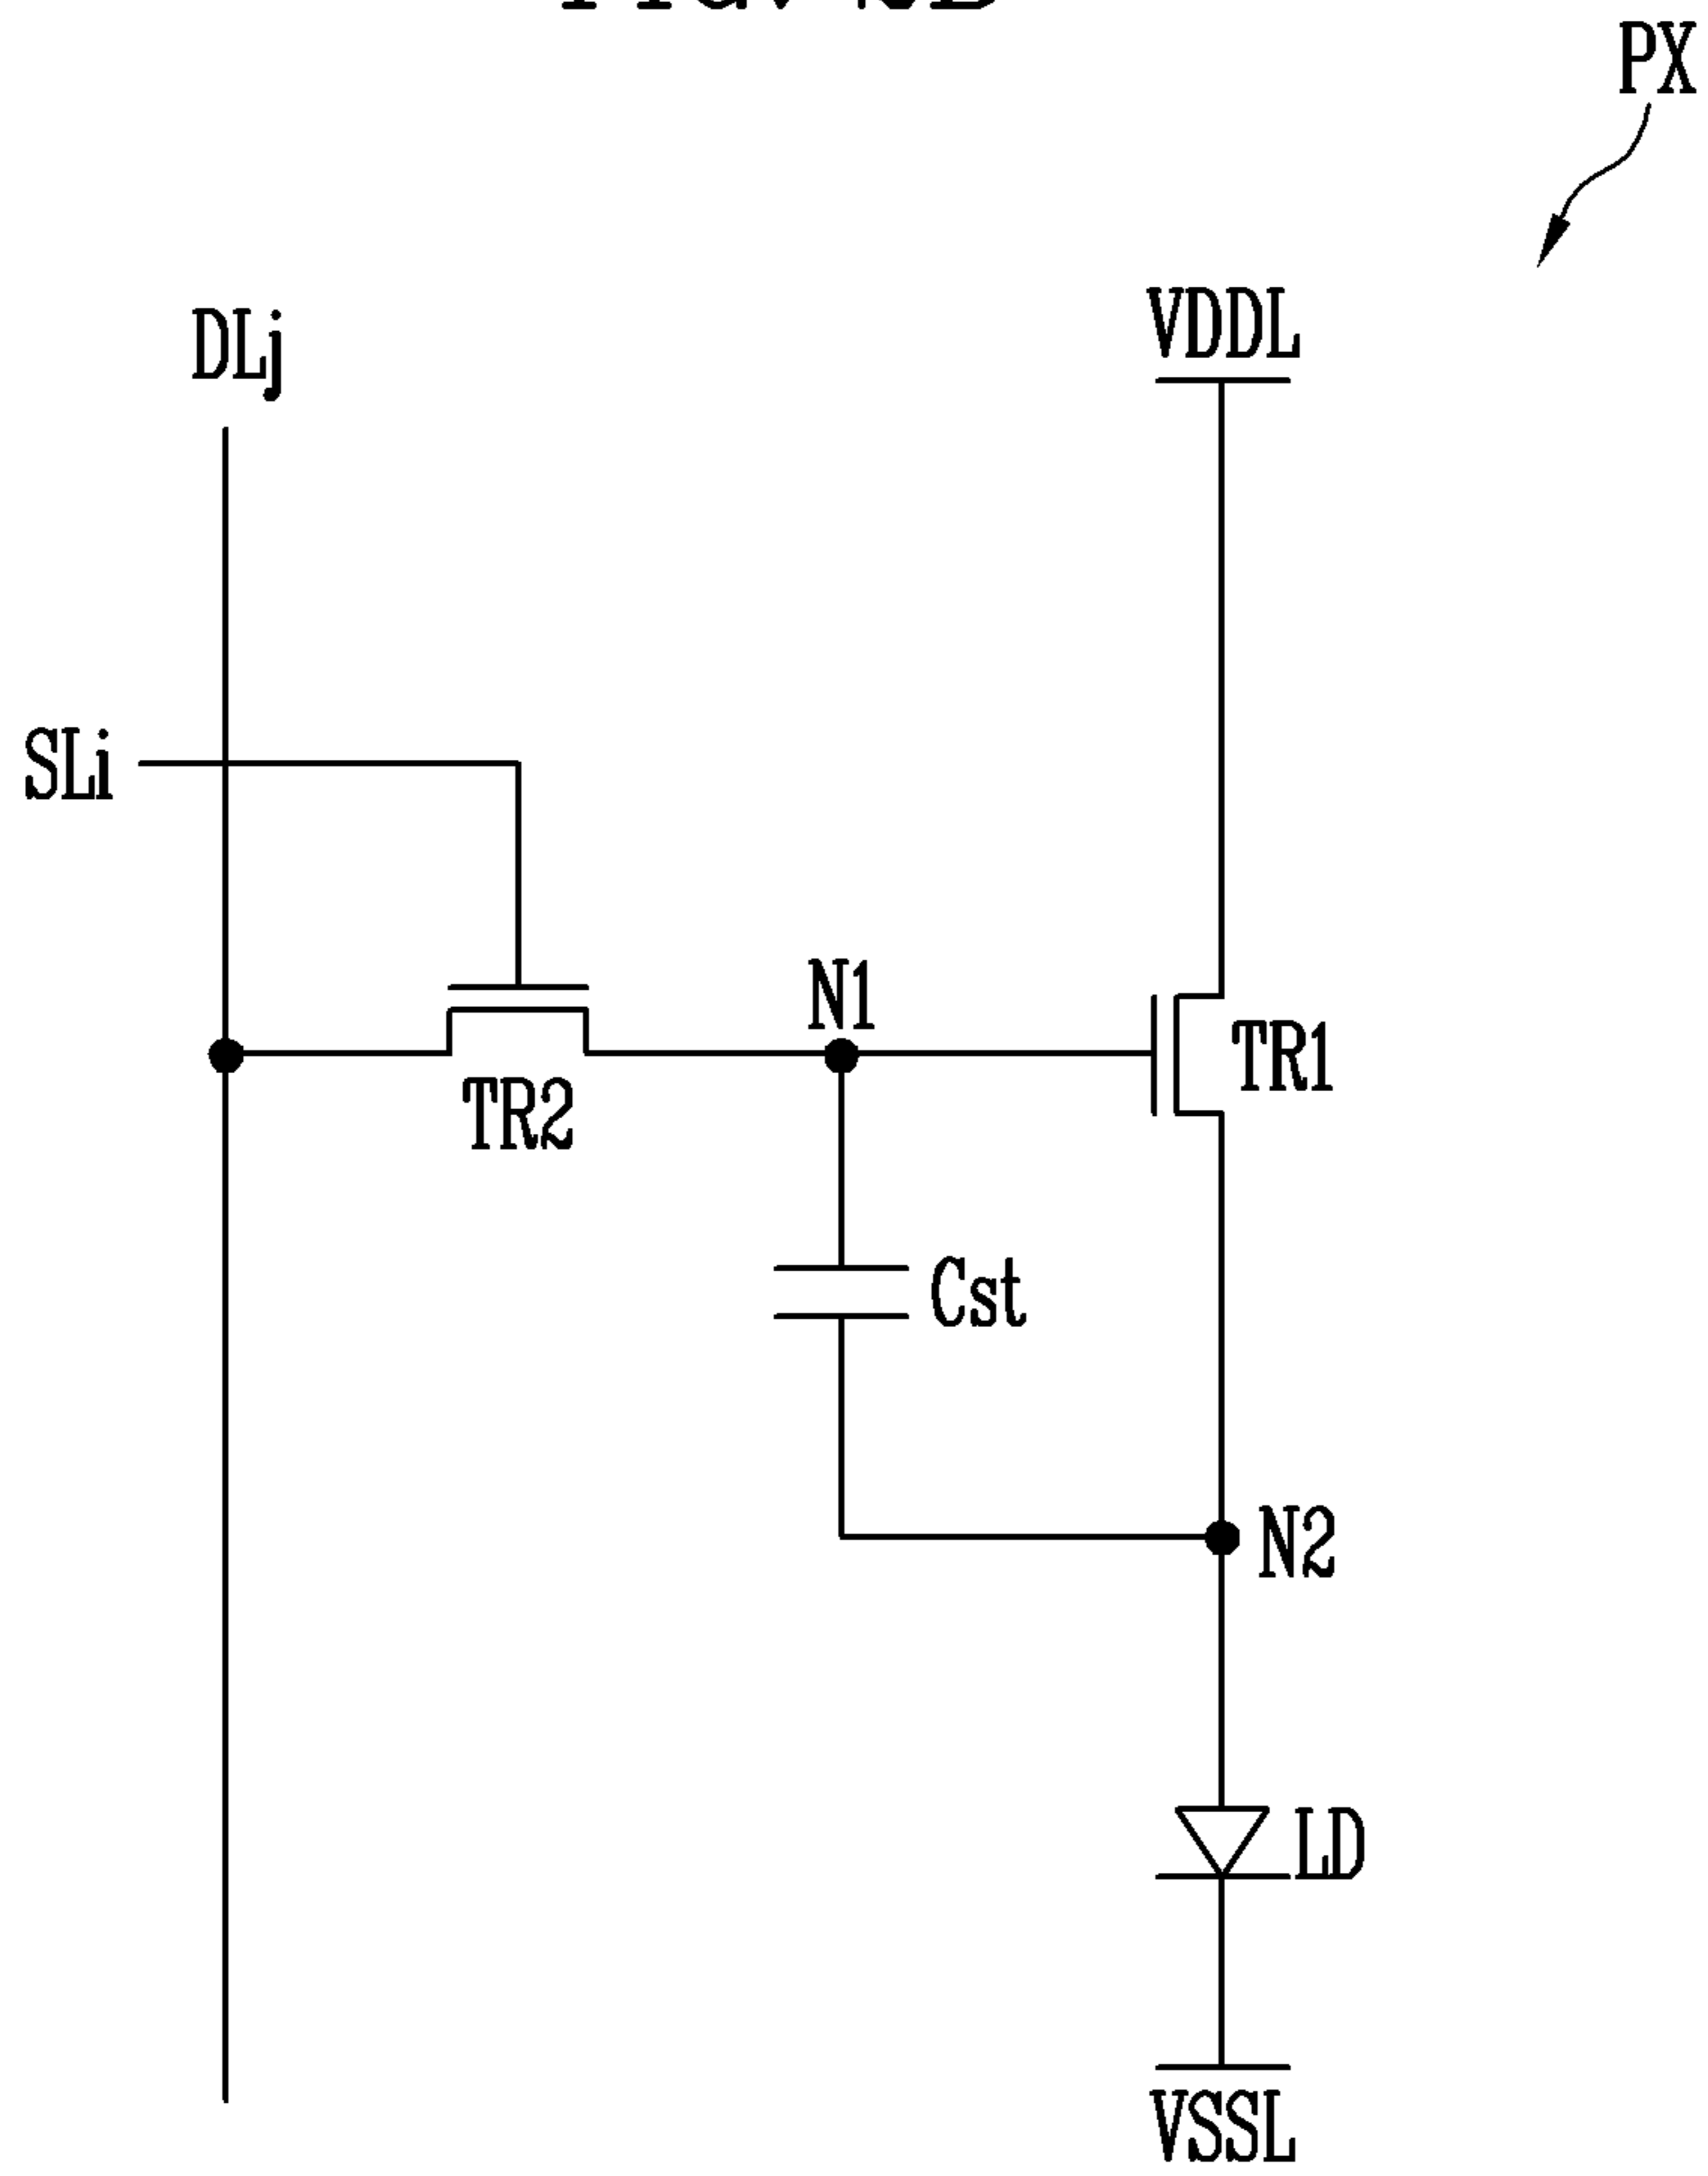 PX
VDDL
DLj
SLi
N1
TR1
TR2
Cst
N2
LD
VSSL